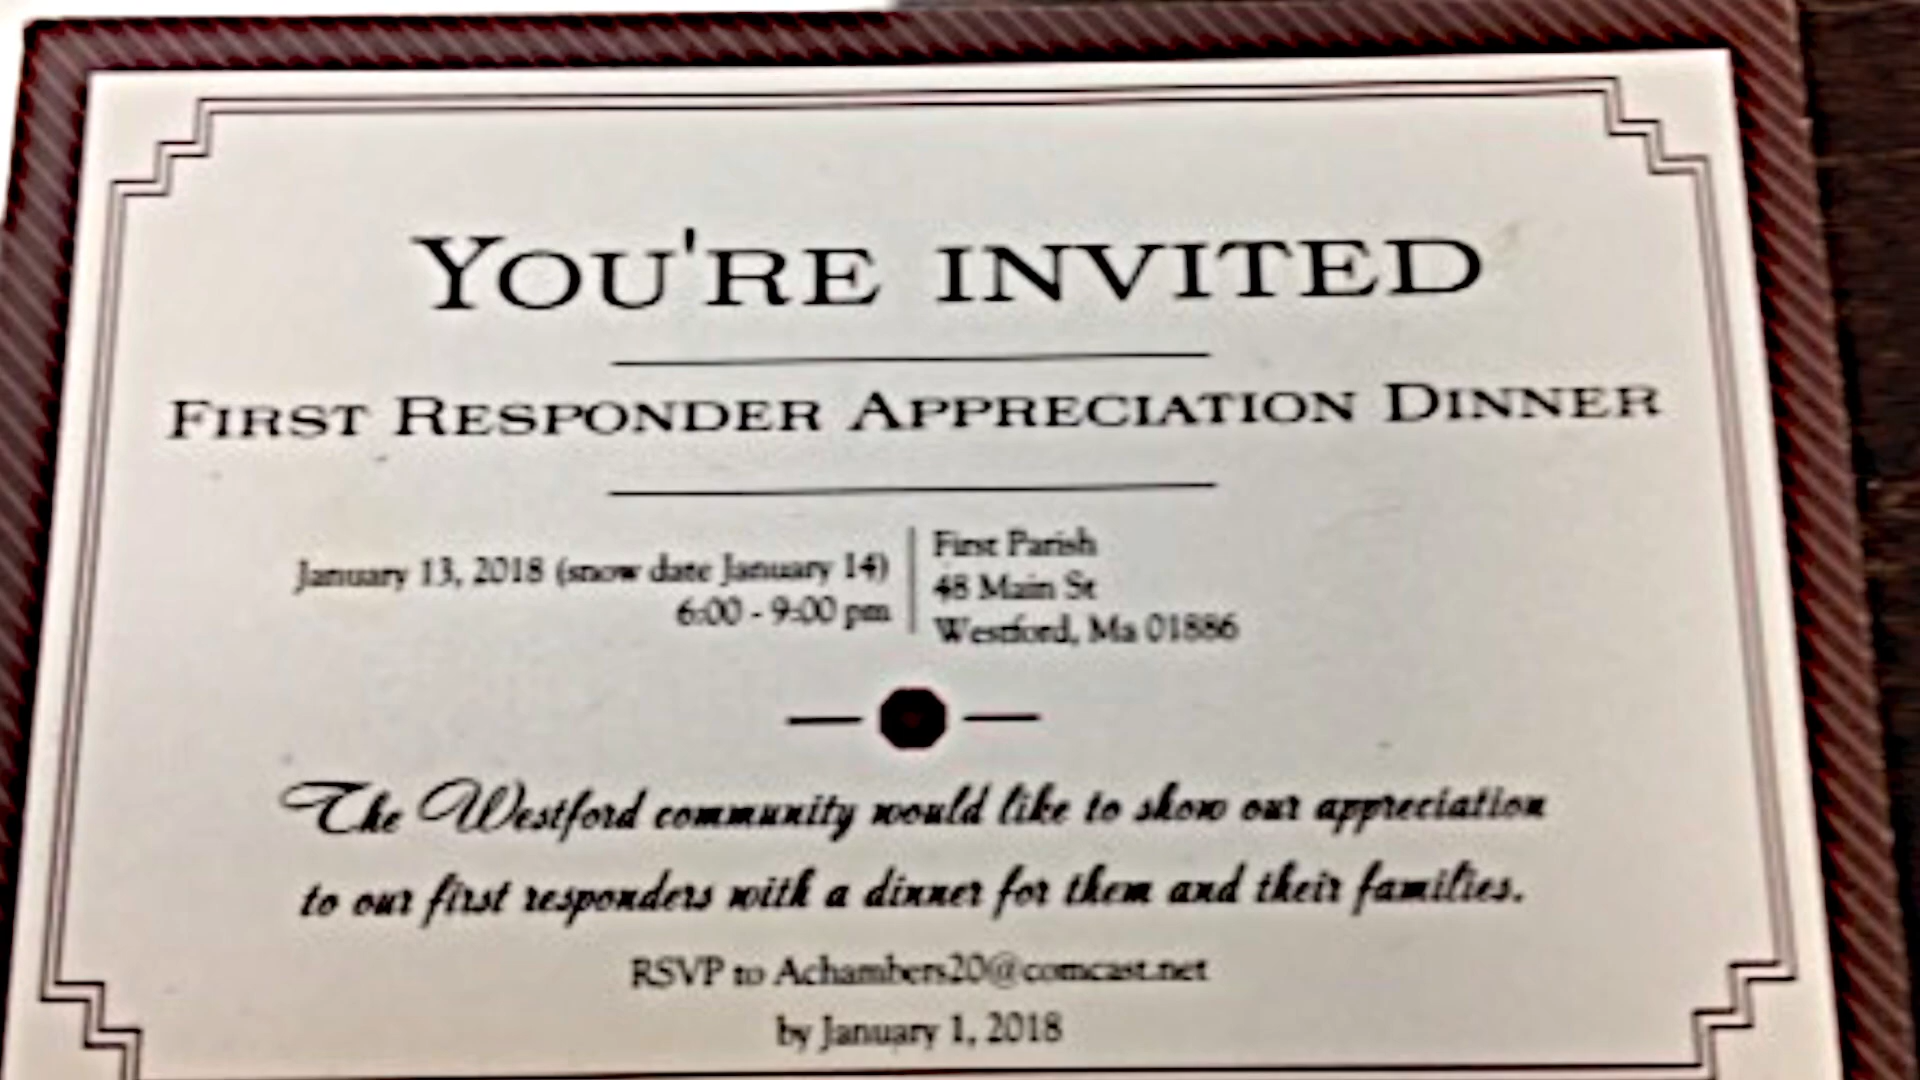 You're invited
First Responder Appreciation Dinner
January 13, 2018 (snow date January 14)
6:00 - 9:00 pm
First Parish
48 Main St
Westford, Ma 01886
The Westford community would like to show our appreciation
to our first responders with a dinner for them and their families.
RSVP to Achambers20@comcast.net
by January 1, 2018